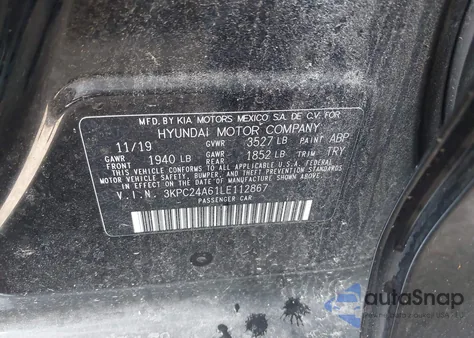 MFD. BY KIA MOTORS MEXICO S.A. DE C.V. FOR
HYUNDAI MOTOR COMPANY
11/19 GVWR 3527 LB PAINT ABP
GAWR FRONT 1940 LB GAWR REAR 1852 LB TRIM TRY
THIS VEHICLE CONFORMS TO ALL APPLICABLE U.S.A. FEDERAL
MOTOR VEHICLE SAFETY, BUMPER, AND THEFT PREVENTION
STANDARDS IN EFFECT ON THE DATE OF MANUFACTURE SHOWN ABOVE.
V.I.N. 3KPC24A61LE112867
PASSENGER CAR
autoSnap